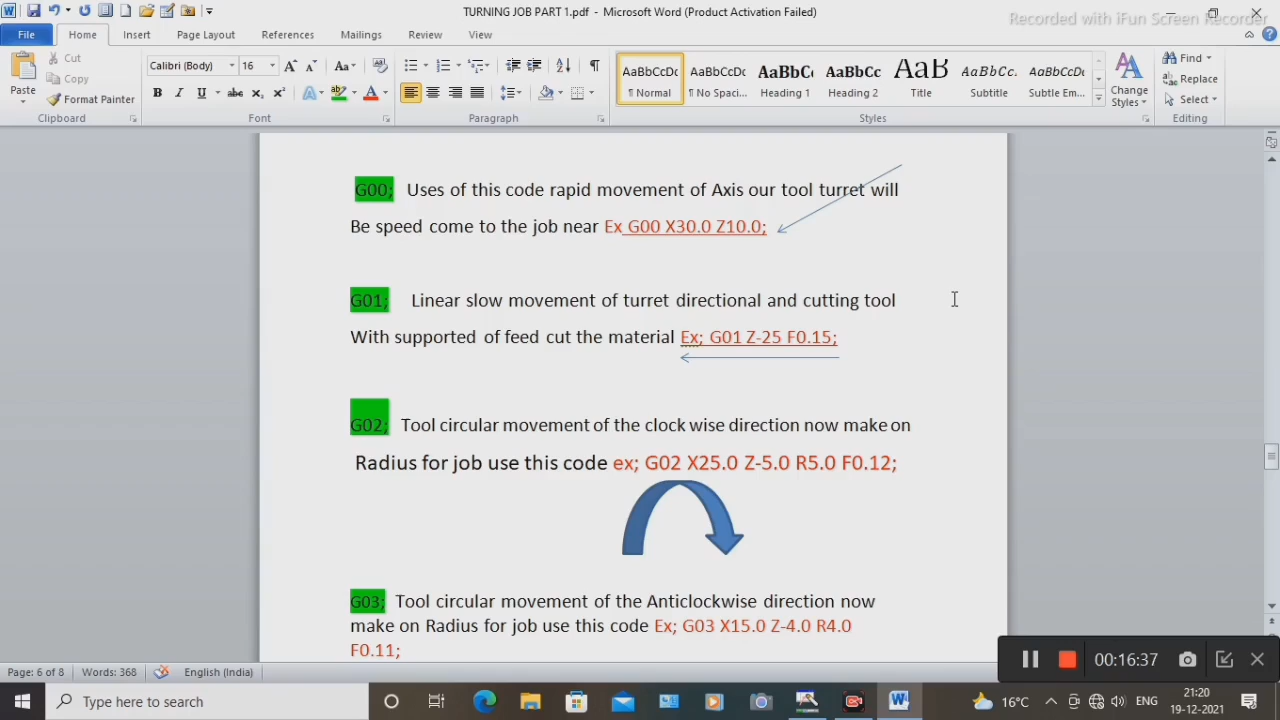 TURNING JOB PART 1.pdf - Microsoft Word (Product Activation Failed)
Recorded with iFun Screen Recorder
File Home Insert Page Layout References Mailings Review View
Paste
Cut
Copy
Format Painter
Clipboard
Calibri (Body) 16
Font
Paragraph
AaBbCcDc AaBbCcDc AaBbC AaBbCc AaB AaBbCc. AaBbCcDc
¶ Normal ¶ No Spaci... Heading 1 Heading 2 Title Subtitle Subtle Em...
Styles
Change
Styles
Find
Replace
Select
Editing
G00; Uses of this code rapid movement of Axis our tool turret will
Be speed come to the job near Ex G00 X30.0 Z10.0;
G01; Linear slow movement of turret directional and cutting tool
With supported of feed cut the material Ex; G01 Z-25 F0.15;
G02; Tool circular movement of the clock wise direction now make on
Radius for job use this code ex; G02 X25.0 Z-5.0 R5.0 F0.12;
G03; Tool circular movement of the Anticlockwise direction now
make on Radius for job use this code Ex; G03 X15.0 Z-4.0 R4.0
F0.11;
00:16:37
Page: 6 of 8 Words: 368 English (India)
Type here to search
16°C ENG
21:20
19-12-2021